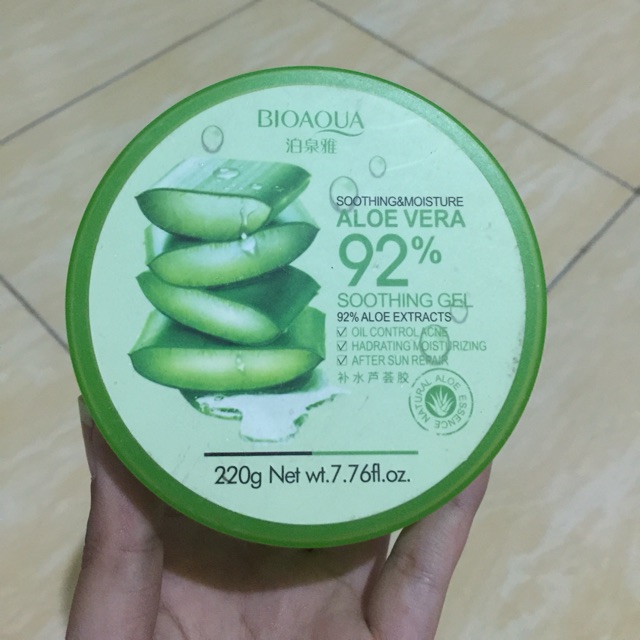 BIOAQUA
泊泉雅
SOOTHING&MOISTURE
ALOE VERA
92%
SOOTHING GEL
92% ALOE EXTRACTS
OIL CONTROL ACNE
HADRATING MOISTURIZING
AFTER SUN REPAIR
补水芦荟胶
NATURAL ALOE ESSENCE
220g Net wt.7.76fl.oz.